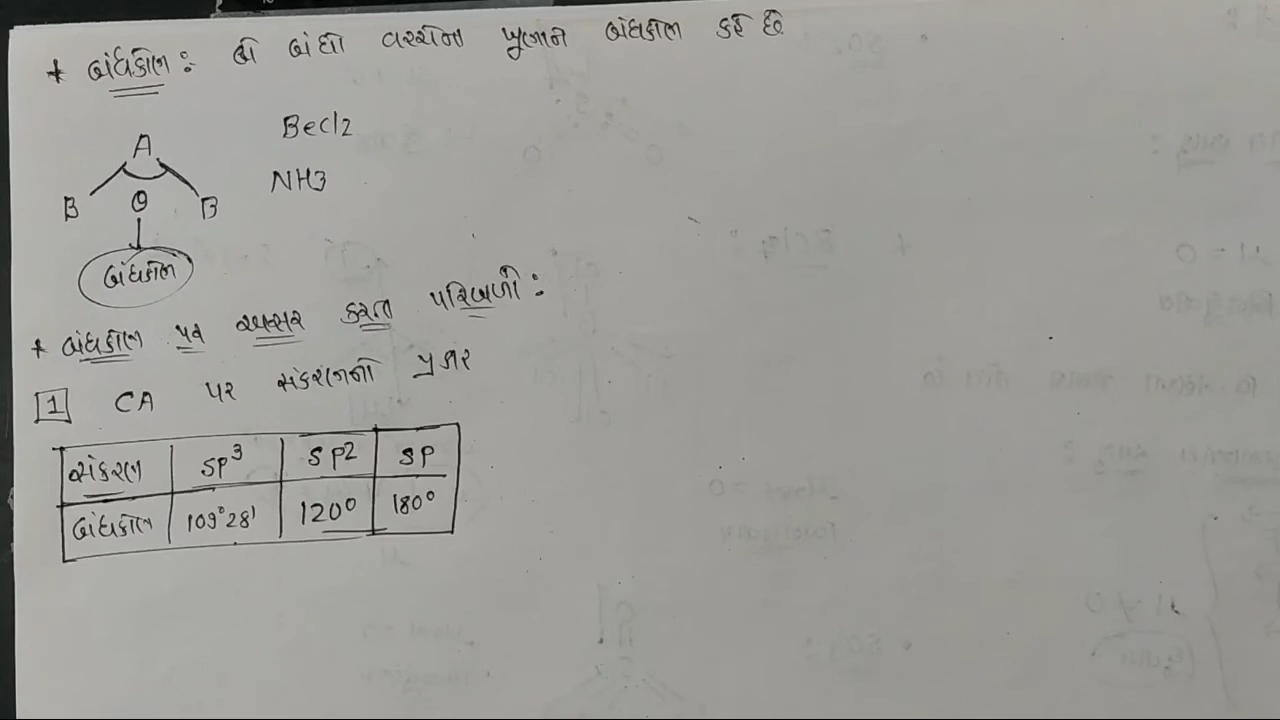 * બંધકોણ : બે બંધો વચ્ચેના ખૂણાને બંધકોણ કહે છે
BeCl2
A
NH3
B θ B
બંધકોણ
* બંધકોણ પર અસર કરતા પરિબળો :
1 CA પર સંકરણનો પ્રકાર
સંકરણ SP3 SP2 SP
બંધકોણ 109°28' 120° 180°